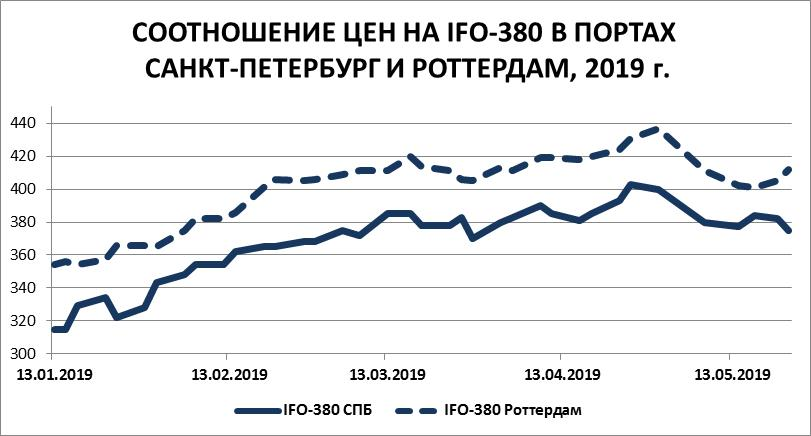 СООТНОШЕНИЕ ЦЕН НА IFO-380 В ПОРТАХ
САНКТ-ПЕТЕРБУРГ И РОТТЕРДАМ, 2019 г.
440
420
400
380
360
340
320
300
13.01.2019 13.02.2019 13.03.2019 13.04.2019 13.05.2019
IFO-380 СПБ IFO-380 Роттердам